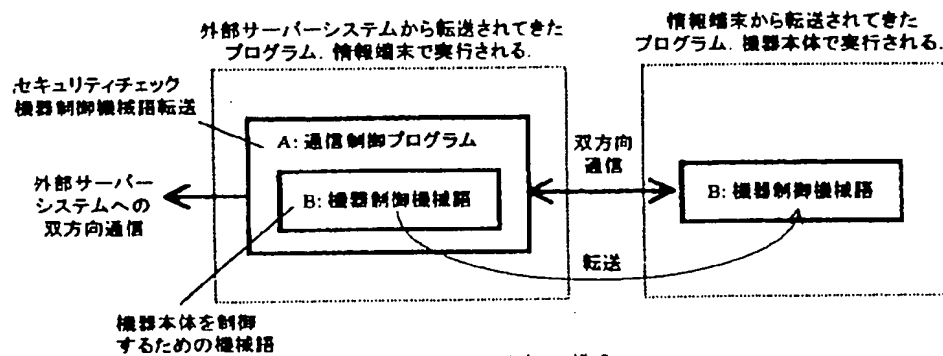 外部サーバーシステムから転送されてきた
プログラム. 情報端末で実行される.
情報端末から転送されてきた
プログラム. 機器本体で実行される.
セキュリティチェック
機器制御機械語転送
A: 通信制御プログラム
B: 機器制御機械語
双方向
通信
B: 機器制御機械語
外部サーバー
システムへの
双方向通信
転送
機器本体を制御
するための機械語